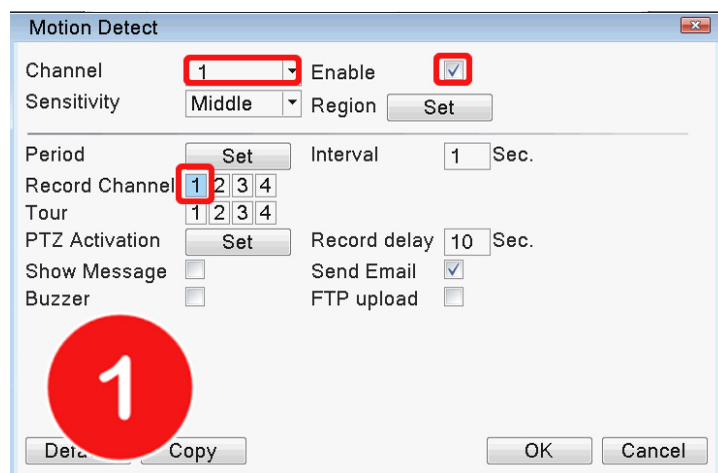 Motion Detect
Channel 1 Enable
Sensitivity Middle Region Set
Period Set Interval 1 Sec.
Record Channel 1 2 3 4
Tour 1 2 3 4
PTZ Activation Set Record delay 10 Sec.
Show Message Send Email
Buzzer FTP upload
1
Copy OK Cancel